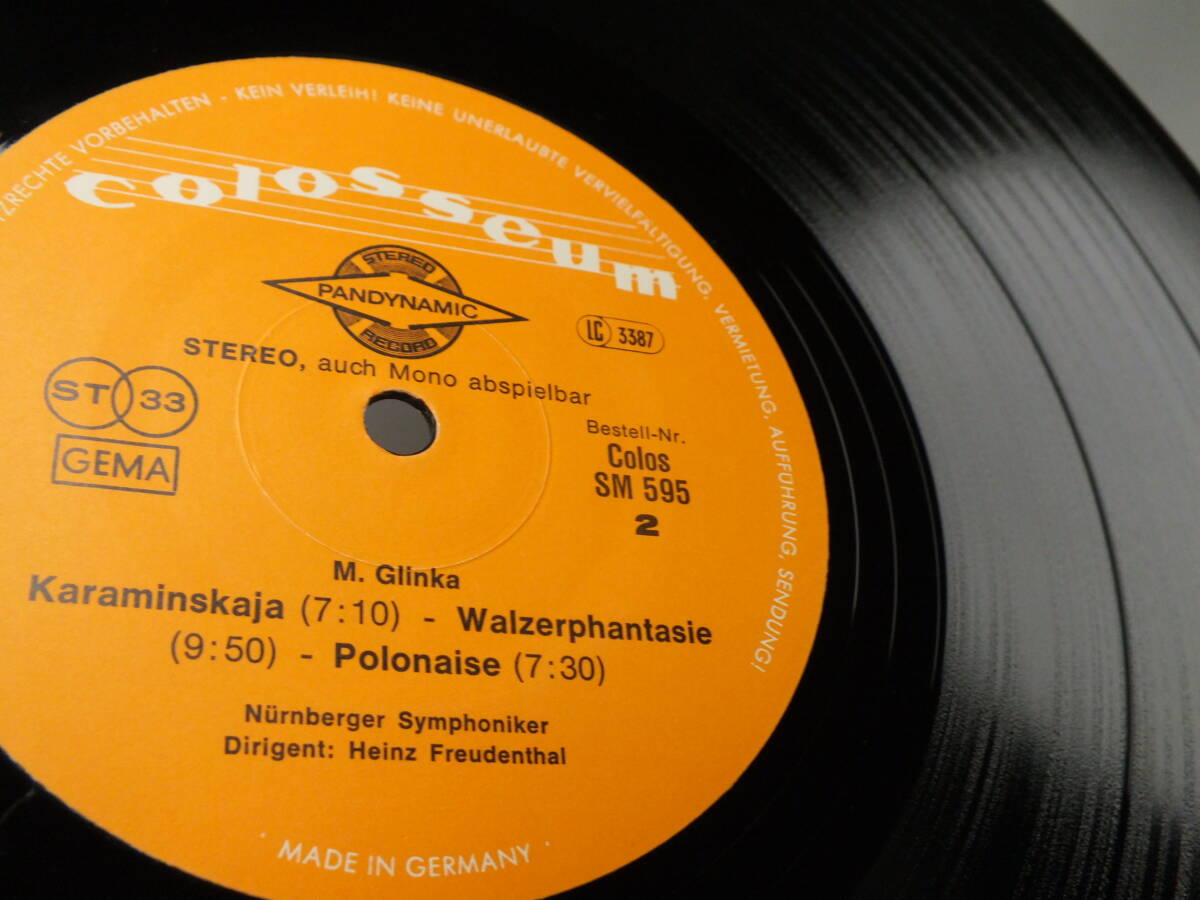 VORBEHALTEN - KEIN VERLEIH! KEINE UNERLAUBTE VERVIELFÄLTIGUNG, VERMIETUNG, AUFFÜHRUNG, SENDUNG!
colosseum
STEREO
PANDYNAMIC
RECORD
LC 3387
STEREO, auch Mono abspielbar
ST 33
GEMA
Bestell-Nr.
Colos
SM 595
2
M. Glinka
Karaminskaja (7:10) - Walzerphantasie
(9:50) - Polonaise (7:30)
Nürnberger Symphoniker
Dirigent: Heinz Freudenthal
MADE IN GERMANY